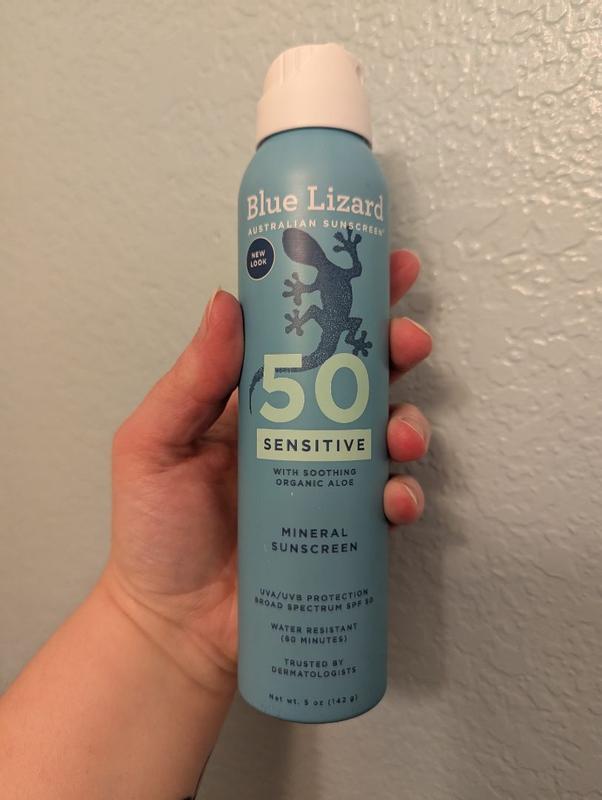 Blue Lizard
AUSTRALIAN SUNSCREEN®
NEW
LOOK
50
SENSITIVE
WITH SOOTHING
ORGANIC ALOE
MINERAL
SUNSCREEN
UVA/UVB PROTECTION
BROAD SPECTRUM SPF 50
WATER RESISTANT
(80 MINUTES)
TRUSTED BY
DERMATOLOGISTS
Net wt. 5 oz (142 g)